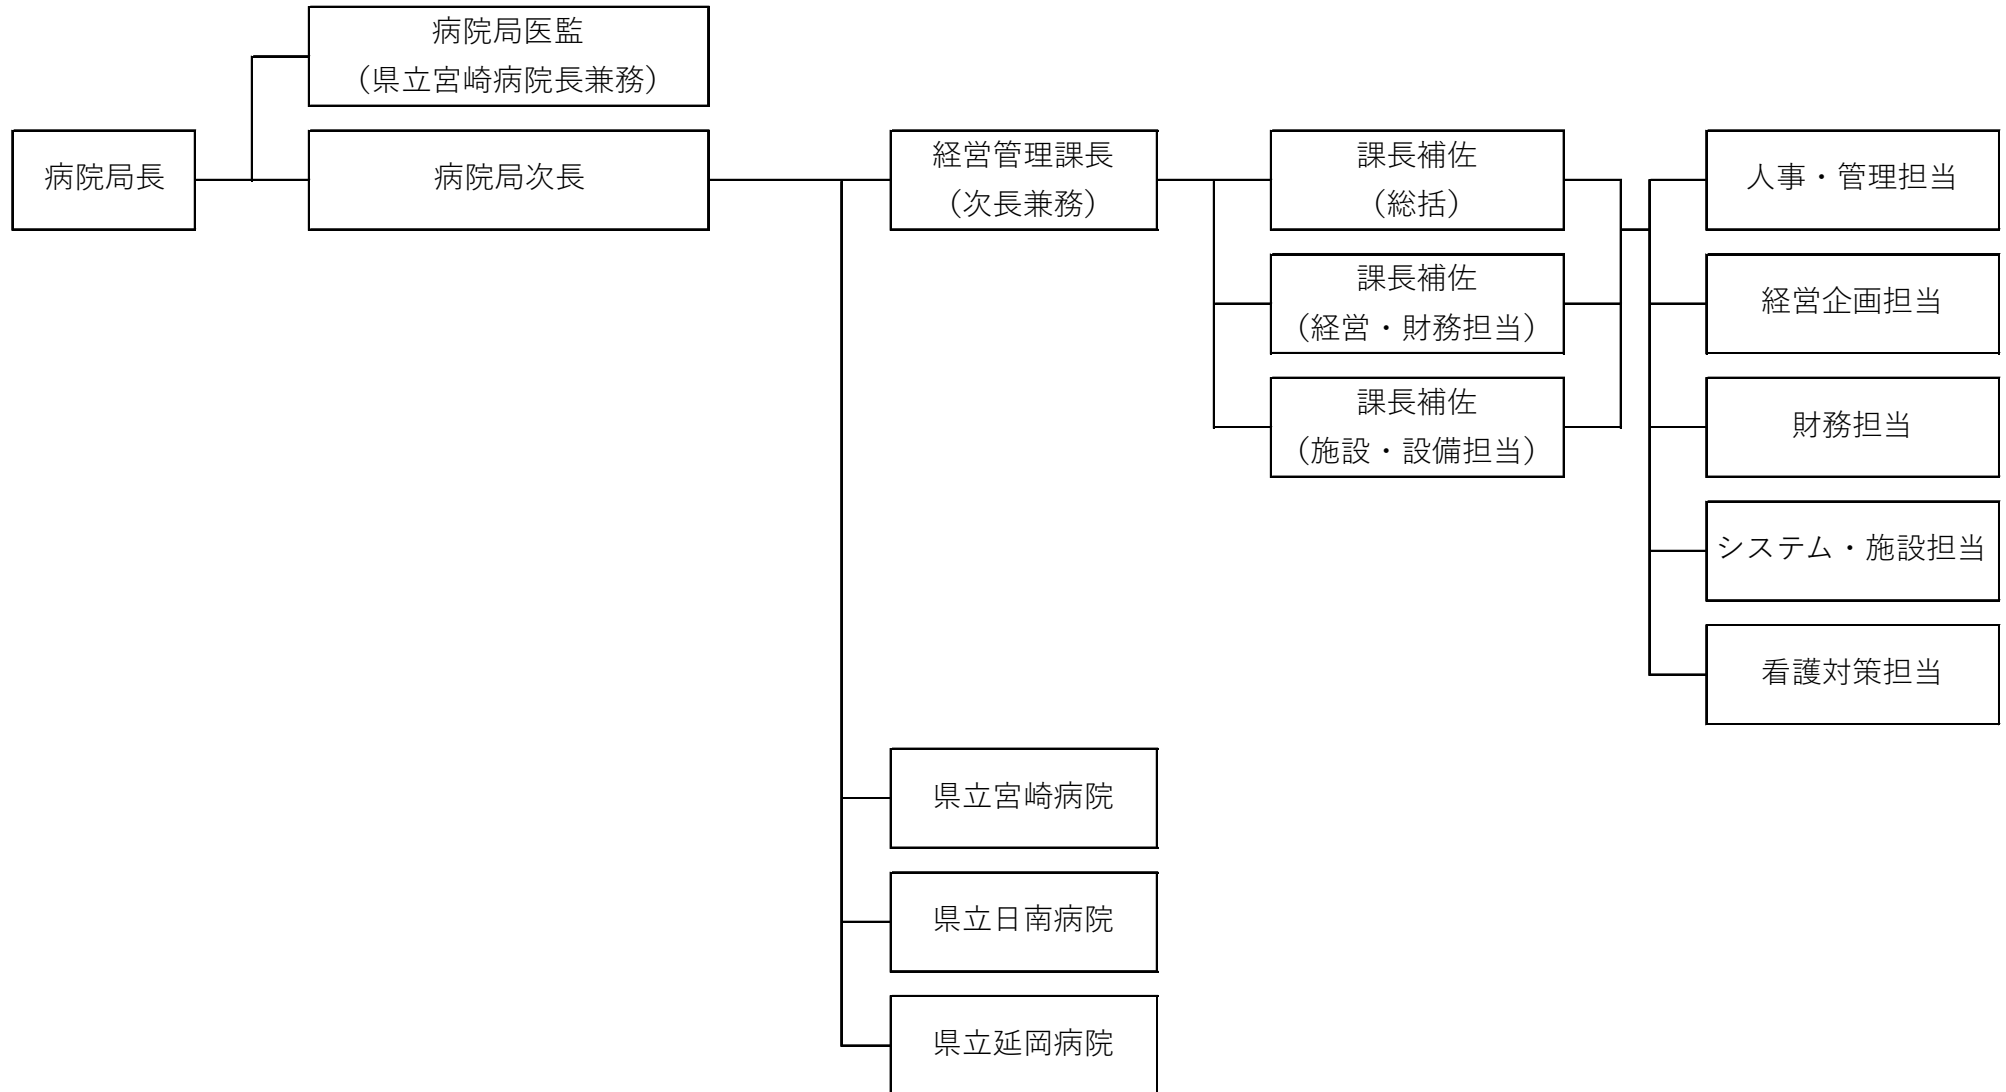 病院局医監
（県立宮崎病院長兼務）
病院局長
病院局次長
経営管理課長
（次長兼務）
課長補佐
（総括）
人事・管理担当
課長補佐
（経営・財務担当）
経営企画担当
課長補佐
（施設・設備担当）
財務担当
システム・施設担当
看護対策担当
県立宮崎病院
県立日南病院
県立延岡病院